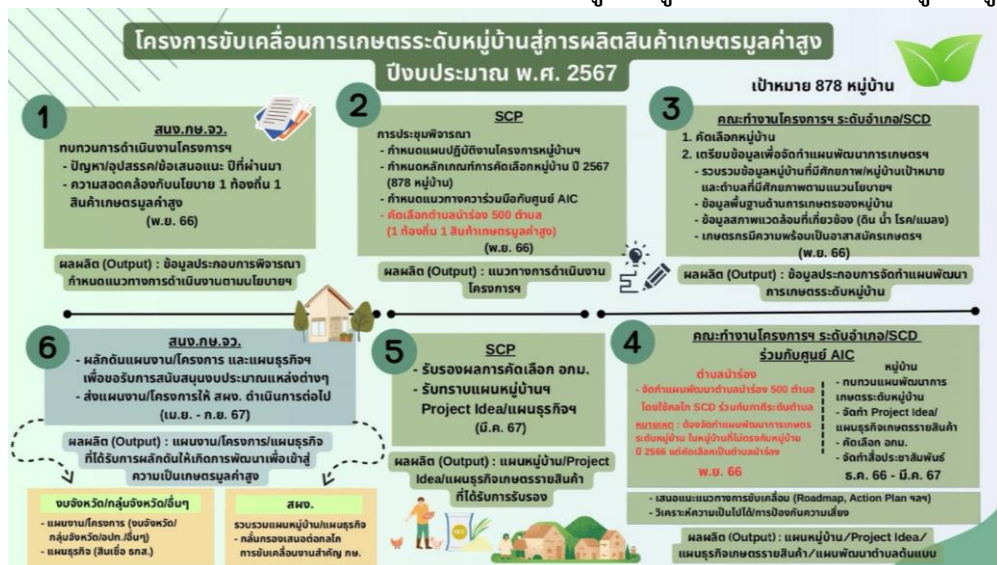 โครงการขับเคลื่อนการเกษตรระดับหมู่บ้านสู่การผลิตสินค้าเกษตรมูลค่าสูง
ปีงบประมาณ พ.ศ. 2567
เป้าหมาย 878 หมู่บ้าน
1
สนง.กษ.จว.
ทบทวนการดำเนินงานโครงการฯ
- ปัญหา/อุปสรรค/ข้อเสนอแนะ ปีที่ผ่านมา
- ความสอดคล้องกับนโยบาย 1 ท้องถิ่น 1
สินค้าเกษตรมูลค่าสูง
(พ.ย. 66)
ผลผลิต (Output) : ข้อมูลประกอบการพิจารณา
กำหนดแนวทางการดำเนินงานตามนโยบายฯ
2
SCP
การประชุมพิจารณา
- กำหนดแผนปฏิบัติงานโครงการหมู่บ้านฯ
- กำหนดหลักเกณฑ์การคัดเลือกหมู่บ้าน ปี 2567
(878 หมู่บ้าน)
- กำหนดแนวทางความร่วมมือกับศูนย์ AIC
- คัดเลือกตำบลนำร่อง 500 ตำบล
(1 ท้องถิ่น 1 สินค้าเกษตรมูลค่าสูง)
(พ.ย. 66)
ผลผลิต (Output) : แนวทางการดำเนินงาน
โครงการฯ
3
คณะทำงานโครงการฯ ระดับอำเภอ/SCD
1. คัดเลือกหมู่บ้าน
2. เตรียมข้อมูลเพื่อจัดทำแผนพัฒนาการเกษตรฯ
- รวบรวมข้อมูลหมู่บ้านที่มีศักยภาพ/หมู่บ้านเป้าหมาย
และตำบลที่มีศักยภาพตามแนวนโยบายฯ
- ข้อมูลพื้นฐานด้านการเกษตรของหมู่บ้าน
- ข้อมูลสภาพแวดล้อมที่เกี่ยวข้อง (ดิน น้ำ โรค/แมลง)
- เกษตรกรมีความพร้อมเป็นอาสาสมัครเกษตรฯ
(พ.ย. 66)
ผลผลิต (Output) : ข้อมูลประกอบการจัดทำแผนพัฒนา
การเกษตรระดับหมู่บ้าน
4
คณะทำงานโครงการฯ ระดับอำเภอ/SCD
ร่วมกับศูนย์ AIC
ตำบลนำร่อง
- จัดทำแผนพัฒนาตำบลนำร่อง 500 ตำบล
โดยใช้กลไก SCD ร่วมกับภาคีระดับตำบล
หมายเหตุ : ต้องจัดทำแผนพัฒนาการเกษตร
ระดับหมู่บ้าน ในหมู่บ้านที่ไม่ตรงกับหมู่บ้าน
ปี 2566 แต่คัดเลือกเป็นตำบลนำร่อง
พ.ย. 66
หมู่บ้าน
- ทบทวนแผนพัฒนาการ
เกษตรระดับหมู่บ้าน
- จัดทำ Project Idea/
แผนธุรกิจเกษตรรายสินค้า
- คัดเลือก อกม.
- จัดทำสื่อประชาสัมพันธ์
ธ.ค. 66 - มี.ค. 67
- เสนอแนะแนวทางการขับเคลื่อน (Roadmap, Action Plan ฯลฯ)
- วิเคราะห์ความเป็นไปได้/การป้องกันความเสี่ยง
ผลผลิต (Output) : แผนหมู่บ้าน/Project Idea/
แผนธุรกิจเกษตรรายสินค้า/แผนพัฒนาตำบลต้นแบบ
5
SCP
- รับรองผลการคัดเลือก อกม.
- รับทราบแผนหมู่บ้านฯ
Project Idea/แผนธุรกิจฯ
(มี.ค. 67)
ผลผลิต (Output) : แผนหมู่บ้าน/Project
Idea/แผนธุรกิจเกษตรรายสินค้า
ที่ได้รับการรับรอง
6
สนง.กษ.จว.
- ผลักดันแผนงาน/โครงการ และแผนธุรกิจฯ
เพื่อขอรับการสนับสนุนงบประมาณแหล่งต่างๆ
- ส่งแผนงาน/โครงการให้ สผง. ดำเนินการต่อไป
(เม.ย. - ก.ย. 67)
ผลผลิต (Output) : แผนงาน/โครงการ/แผนธุรกิจ
ที่ได้รับการผลักดันให้เกิดการพัฒนาเพื่อเข้าสู่
ความเป็นเกษตรมูลค่าสูง
งบจังหวัด/กลุ่มจังหวัด/อื่นๆ
- แผนงาน/โครงการ (งบจังหวัด/
กลุ่มจังหวัด/อปท./อื่นๆ)
- แผนธุรกิจ (สินเชื่อ ธกส.)
สผง.
รวบรวมแผนหมู่บ้าน/แผนธุรกิจ
- กลั่นกรองเสนอต่อกลไก
การขับเคลื่อนงานสำคัญ กษ.